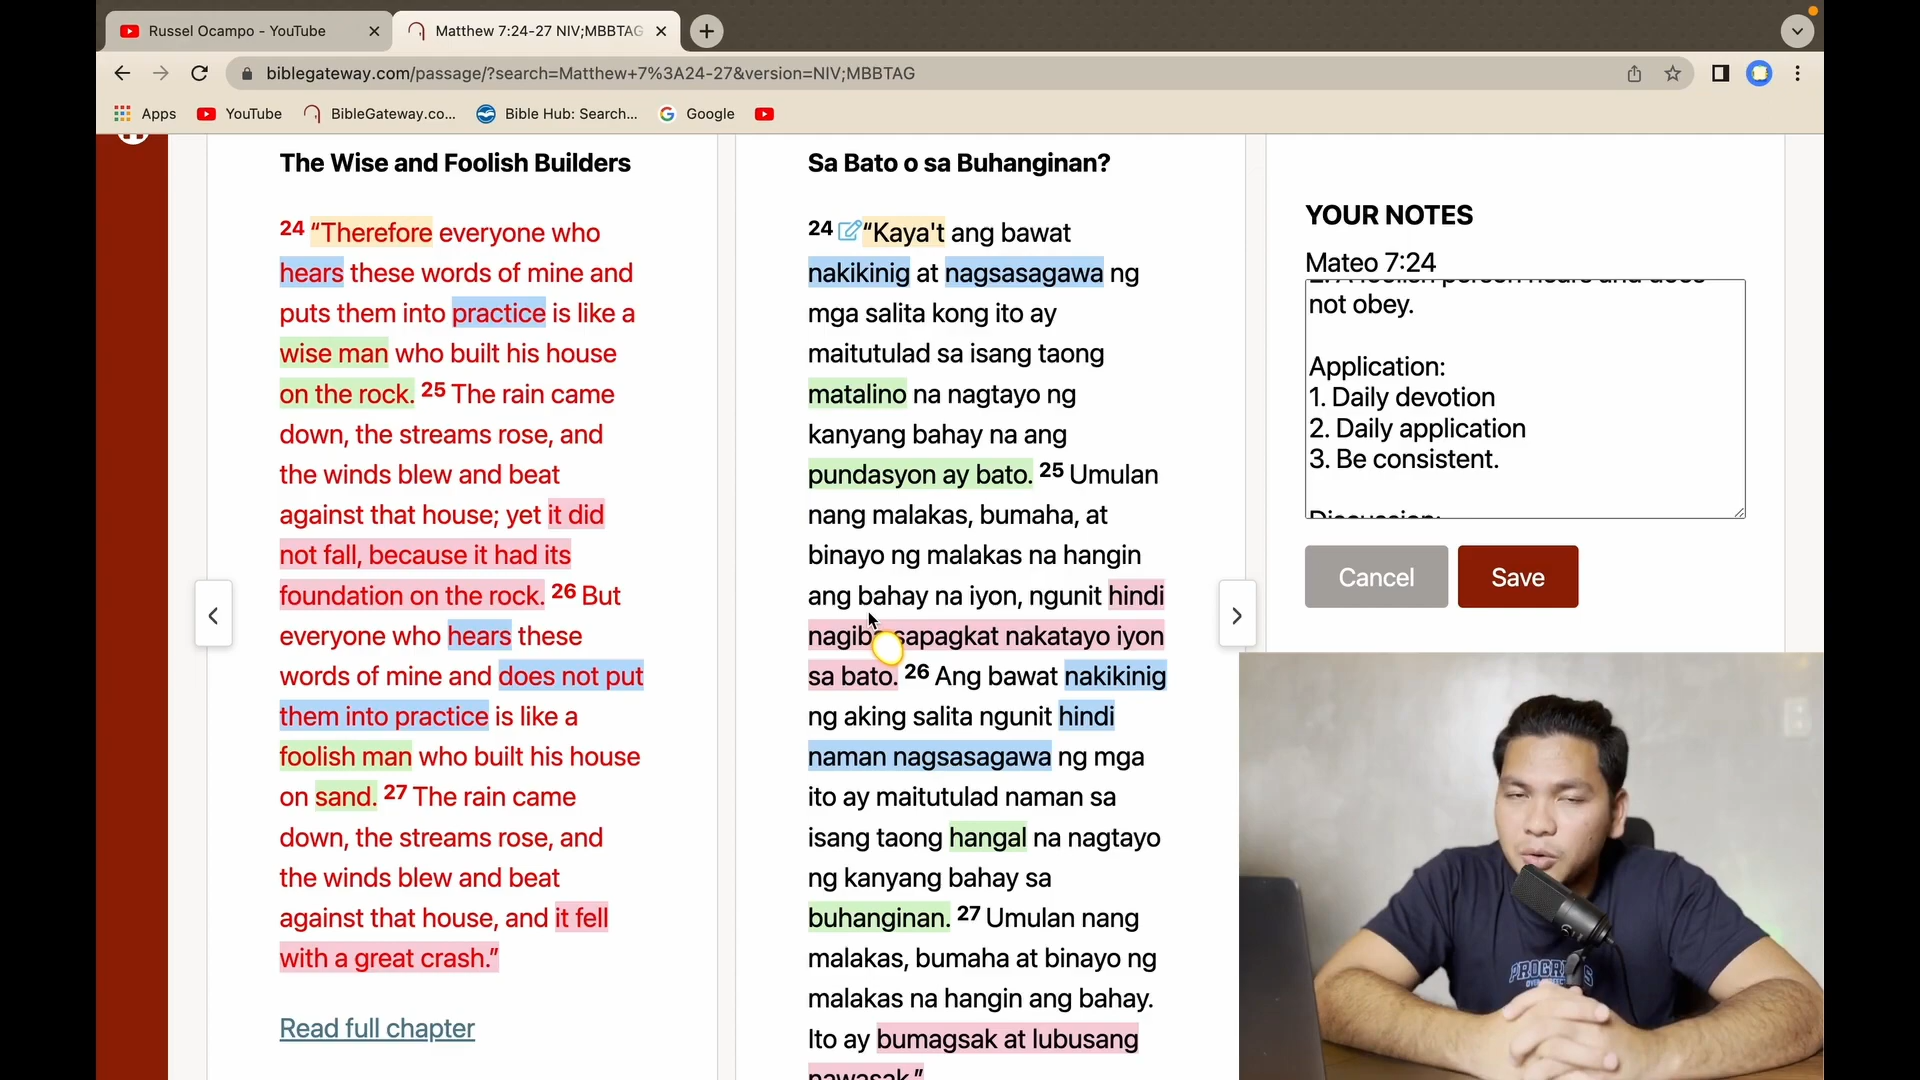 Russel Ocampo - YouTube
Matthew 7:24-27 NIV;MBBTAG
biblegateway.com/passage/?search=Matthew+7%3A24-27&version=NIV;MBBTAG
Apps
YouTube
BibleGateway.co...
Bible Hub: Search...
Google
The Wise and Foolish Builders
24 “Therefore everyone who
hears these words of mine and
puts them into practice is like a
wise man who built his house
on the rock. 25 The rain came
down, the streams rose, and
the winds blew and beat
against that house; yet it did
not fall, because it had its
foundation on the rock. 26 But
everyone who hears these
words of mine and does not put
them into practice is like a
foolish man who built his house
on sand. 27 The rain came
down, the streams rose, and
the winds blew and beat
against that house, and it fell
with a great crash.”
Read full chapter
Sa Bato o sa Buhanginan?
24 “Kaya't ang bawat
nakikinig at nagsasagawa ng
mga salita kong ito ay
maitutulad sa isang taong
matalino na nagtayo ng
kanyang bahay na ang
pundasyon ay bato. 25 Umulan
nang malakas, bumaha, at
binayo ng malakas na hangin
ang bahay na iyon, ngunit hindi
nagiba sapagkat nakatayo iyon
sa bato. 26 Ang bawat nakikinig
ng aking salita ngunit hindi
naman nagsasagawa ng mga
ito ay maitutulad naman sa
isang taong hangal na nagtayo
ng kanyang bahay sa
buhanginan. 27 Umulan nang
malakas, bumaha at binayo ng
malakas na hangin ang bahay.
Ito ay bumagsak at lubusang
nawasak.”
YOUR NOTES
Mateo 7:24
2. A foolish person hears and does
not obey.
Application:
1. Daily devotion
2. Daily application
3. Be consistent.
Discussion:
Cancel
Save
PROGRESS